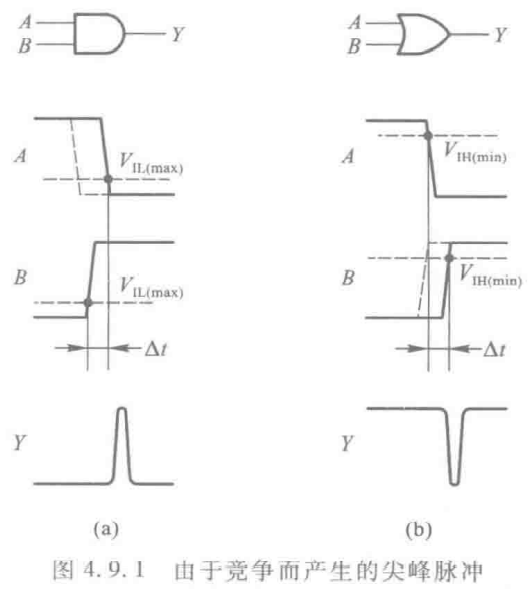 A Y A Y
B B
A V_IL(max) A V_IH(min)
B V_IL(max) B V_IH(min)
Δt Δt
Y Y
(a) (b)
图 4.9.1 由于竞争而产生的尖峰脉冲